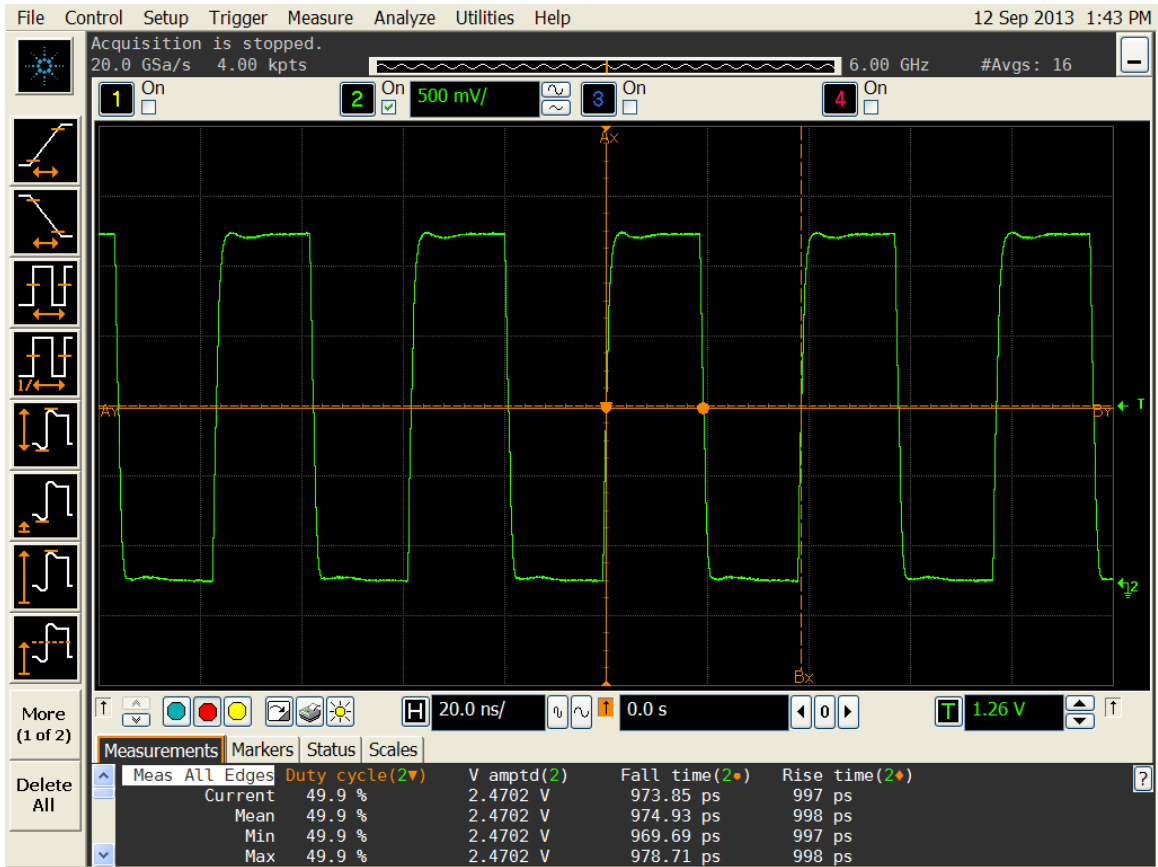 File Control Setup Trigger Measure Analyze Utilities Help 12 Sep 2013 1:43 PM
Acquisition is stopped.
20.0 GSa/s 4.00 kpts 6.00 GHz #Avgs: 16
1 On 2 On 500 mV/ 3 On 4 On
Ax
AY BY T
1/
2
Bx
More
(1 of 2)
Delete
All
H 20.0 ns/ 0.0 s 0 T 1.26 V
Measurements Markers Status Scales
Meas All Edges Duty cycle(2▼) V amptd(2) Fall time(2●) Rise time(2♦) ?
Current 49.9 % 2.4702 V 973.85 ps 997 ps
Mean 49.9 % 2.4702 V 974.93 ps 998 ps
Min 49.9 % 2.4702 V 969.69 ps 997 ps
Max 49.9 % 2.4702 V 978.71 ps 998 ps